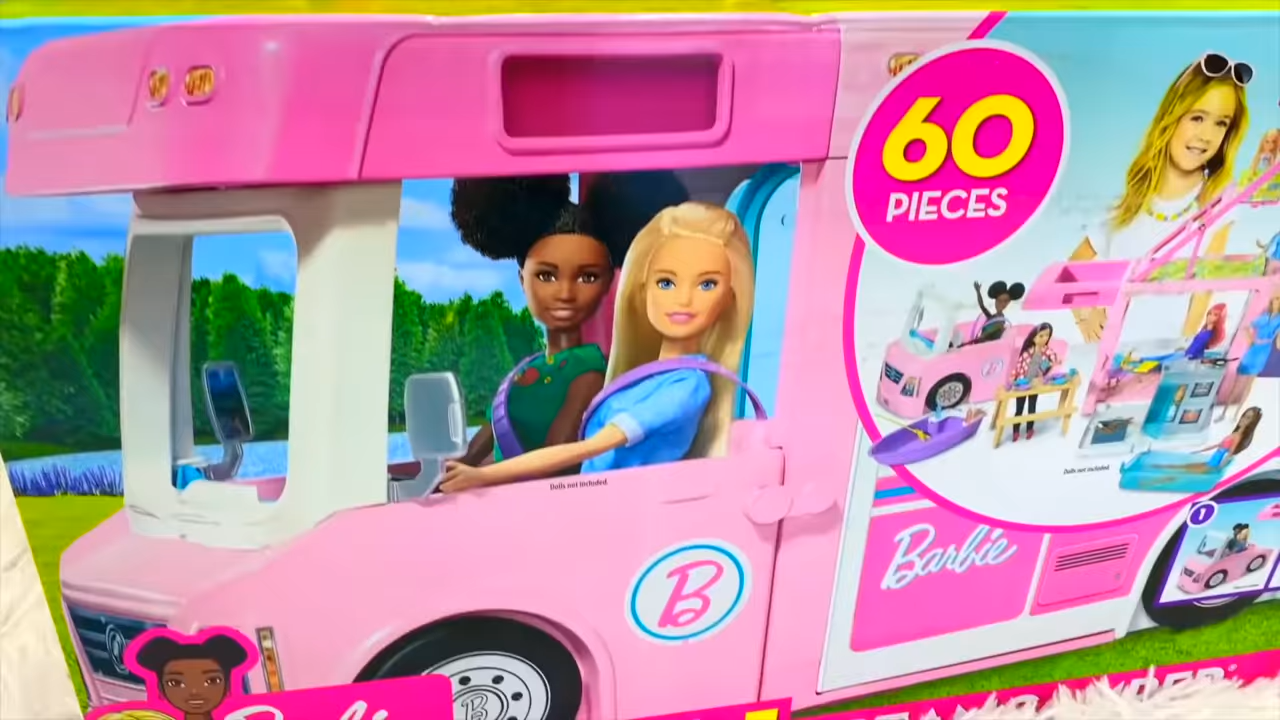 60
PIECES
Dolls not included.
Dolls not included.
B
Barbie
1
B